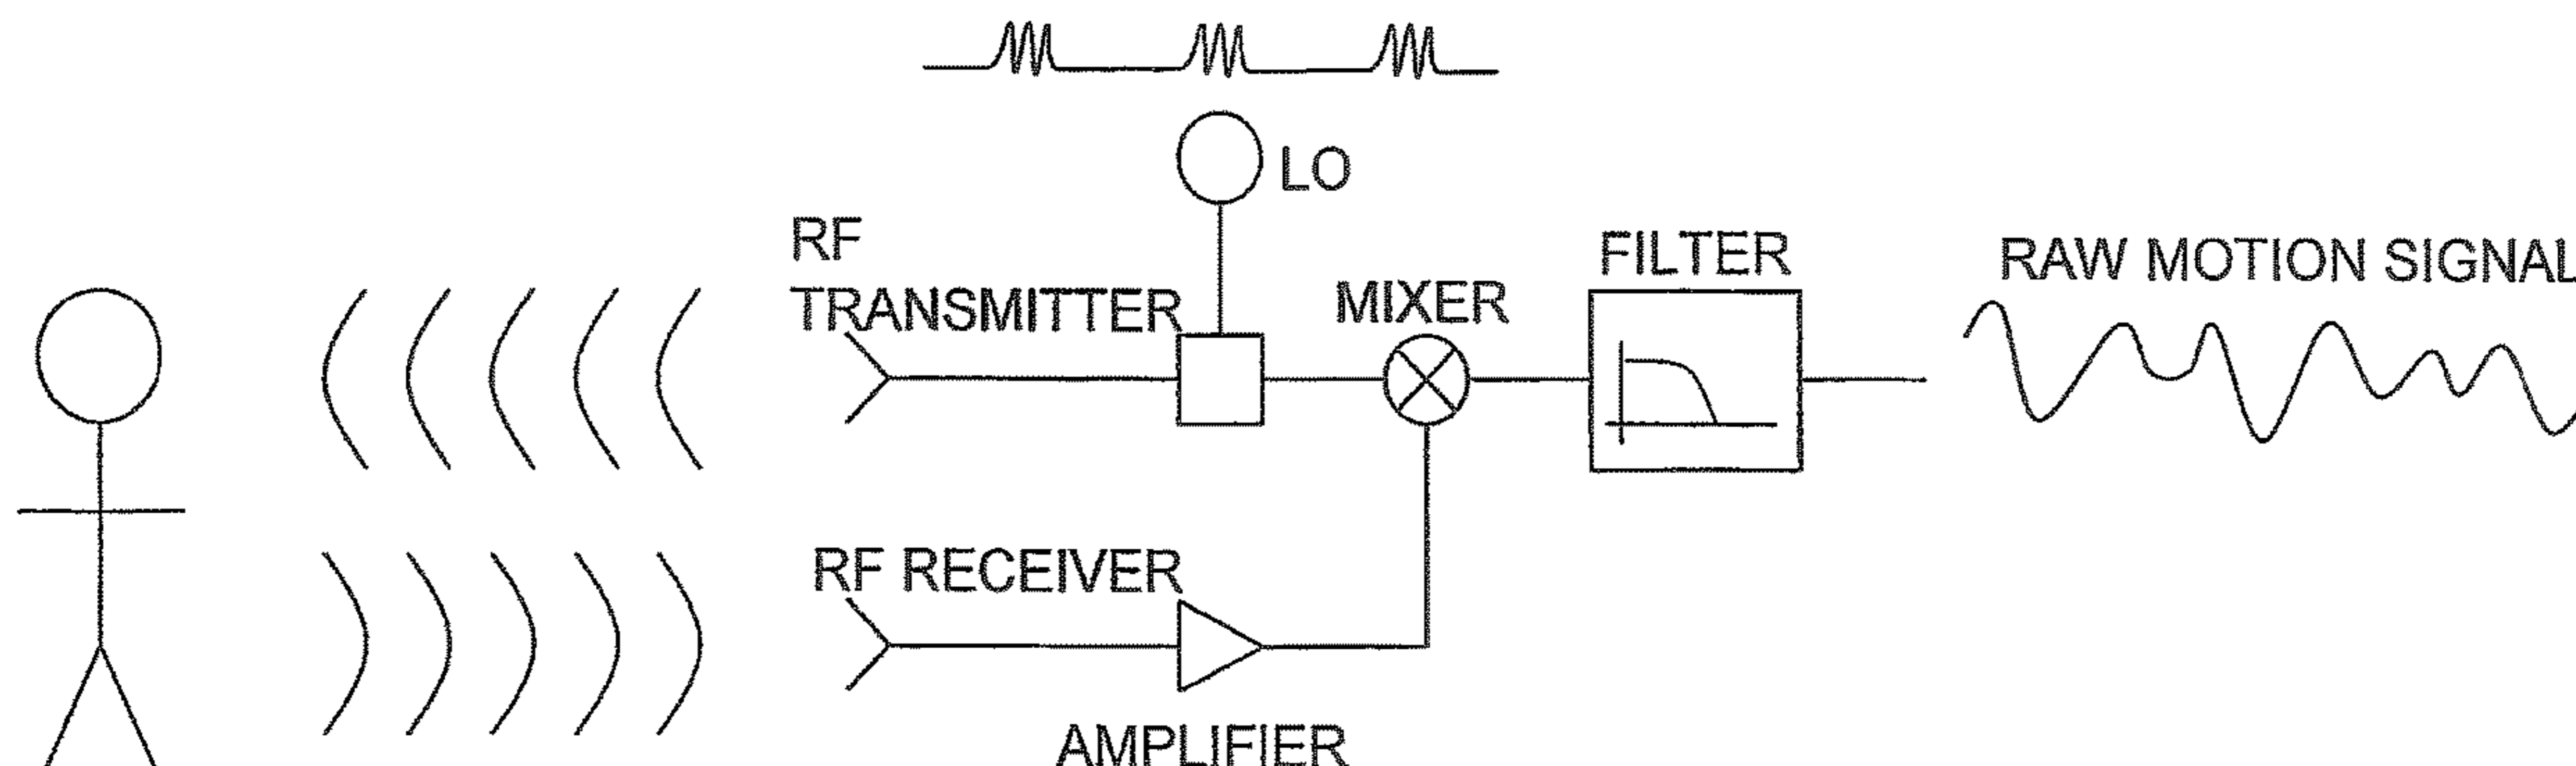 LO
RF
TRANSMITTER
MIXER
FILTER
RAW MOTION SIGNAL
RF RECEIVER
AMPLIFIER